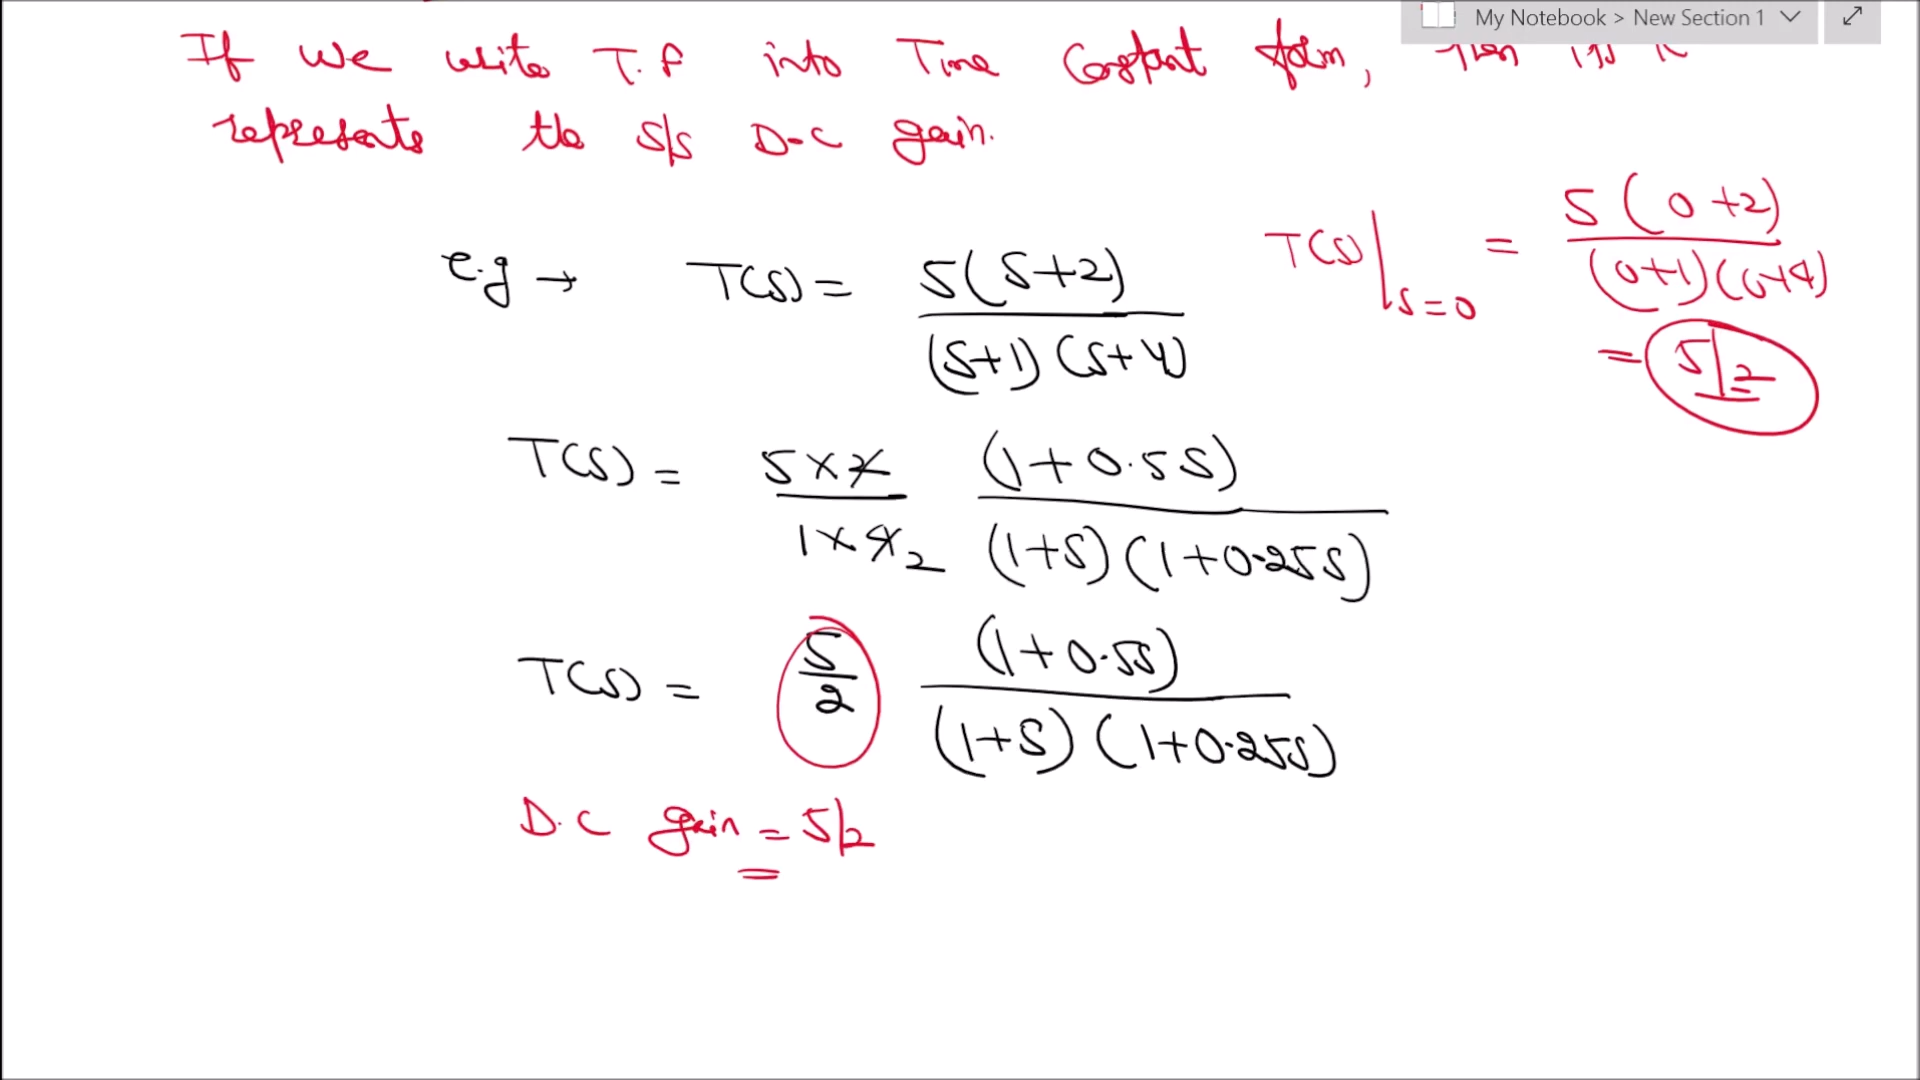 My Notebook > New Section 1
If we write T.F into Time Constant form, then
represents the s/s D-C gain.
e.g → T(S) = 5(S+2) / (S+1)(S+4)
T(S)|S=0 = 5(0+2) / (0+1)(0+4)
= 5/2
T(S) = 5×2 / 1×4 2 (1+0.5S) / (1+S)(1+0.25S)
T(S) = 5/2 (1+0.5S) / (1+S)(1+0.25S)
D.C gain = 5/2